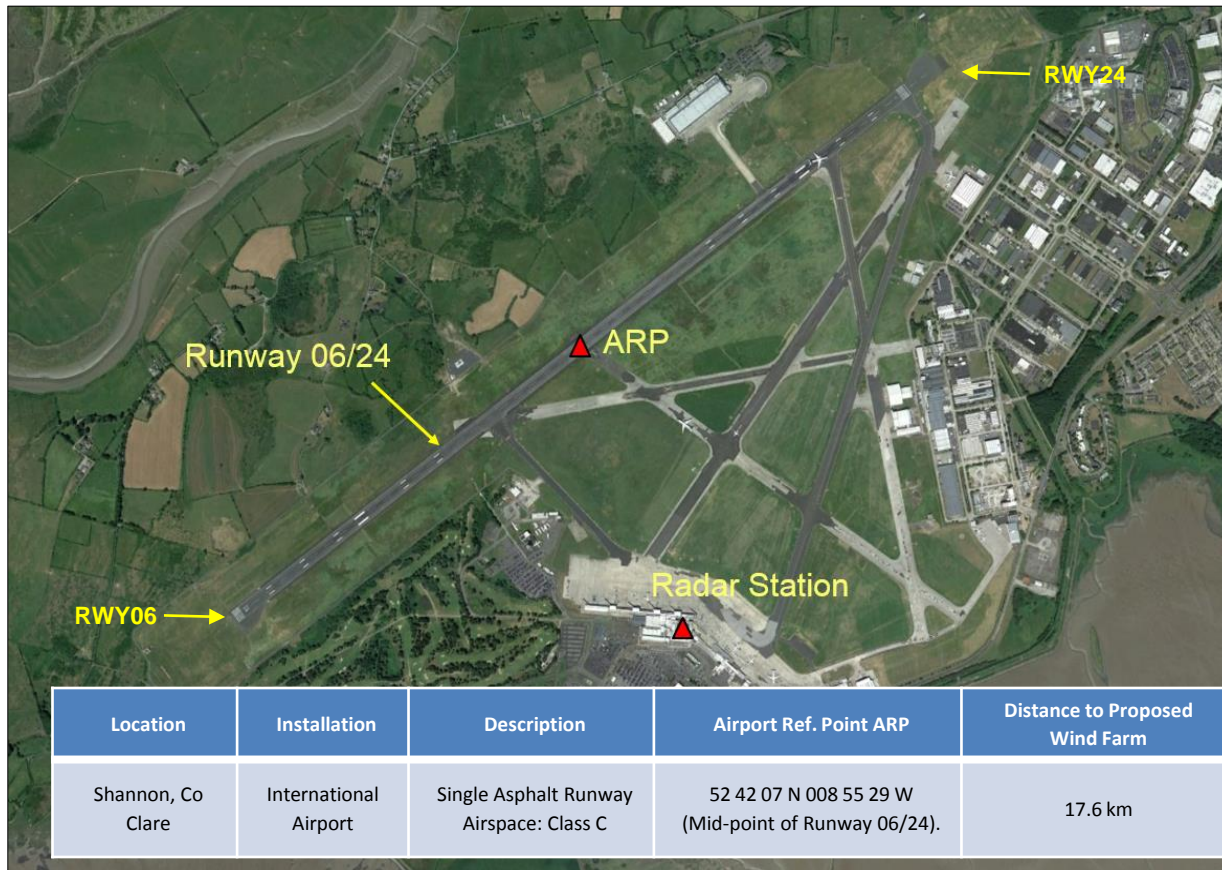 RWY24
ARP
Runway 06/24
Radar Station
RWY06
Location
Installation
Description
Airport Ref. Point ARP
Distance to Proposed
Wind Farm
Shannon, Co
Clare
International
Airport
Single Asphalt Runway
Airspace: Class C
52 42 07 N 008 55 29 W
(Mid-point of Runway 06/24).
17.6 km